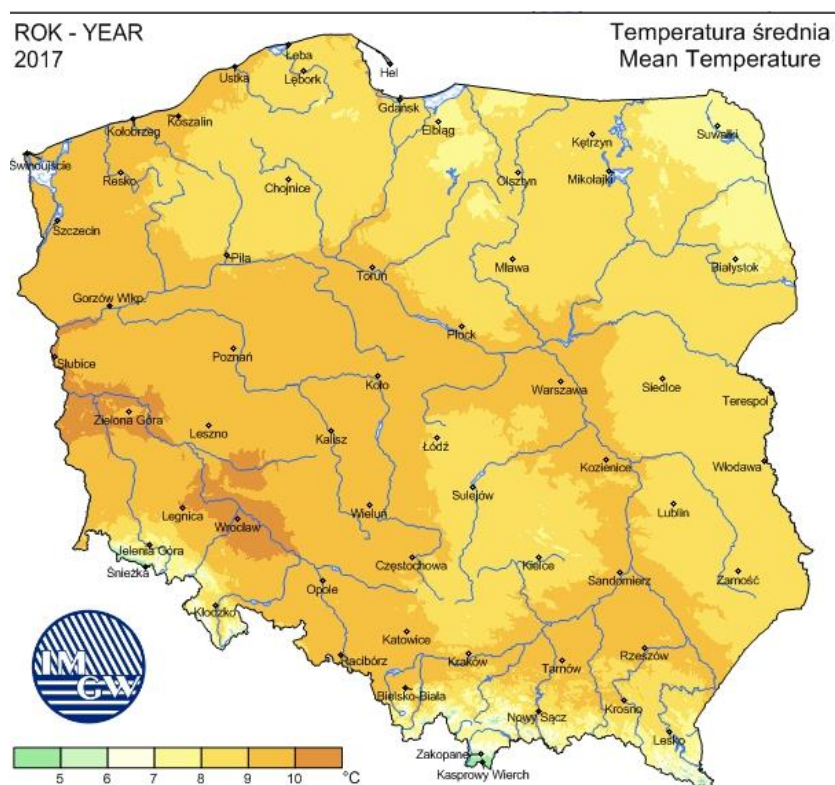 ROK - YEAR
2017
Temperatura średnia
Mean Temperature
Łeba
Hel
Ustka
Lębork
Gdańsk
Kołobrzeg
Koszalin
Elbląg
Suwałki
Kętrzyn
Świnoujście
Resko
Chojnice
Olsztyn
Mikołajki
Szczecin
Piła
Toruń
Mława
Białystok
Gorzów Wlkp.
Płock
Słubice
Poznań
Koło
Warszawa
Siedlce
Terespol
Zielona Góra
Leszno
Kalisz
Łódź
Kozienice
Włodawa
Sulejów
Legnica
Wrocław
Wieluń
Lublin
Jelenia Góra
Śnieżka
Częstochowa
Kielce
Sandomierz
Zamość
Opole
Kłodzko
Katowice
Racibórz
Kraków
Tarnów
Rzeszów
Bielsko-Biała
Nowy Sącz
Krosno
Lesko
Zakopane
Kasprowy Wierch
IM
GW
5 6 7 8 9 10 °C